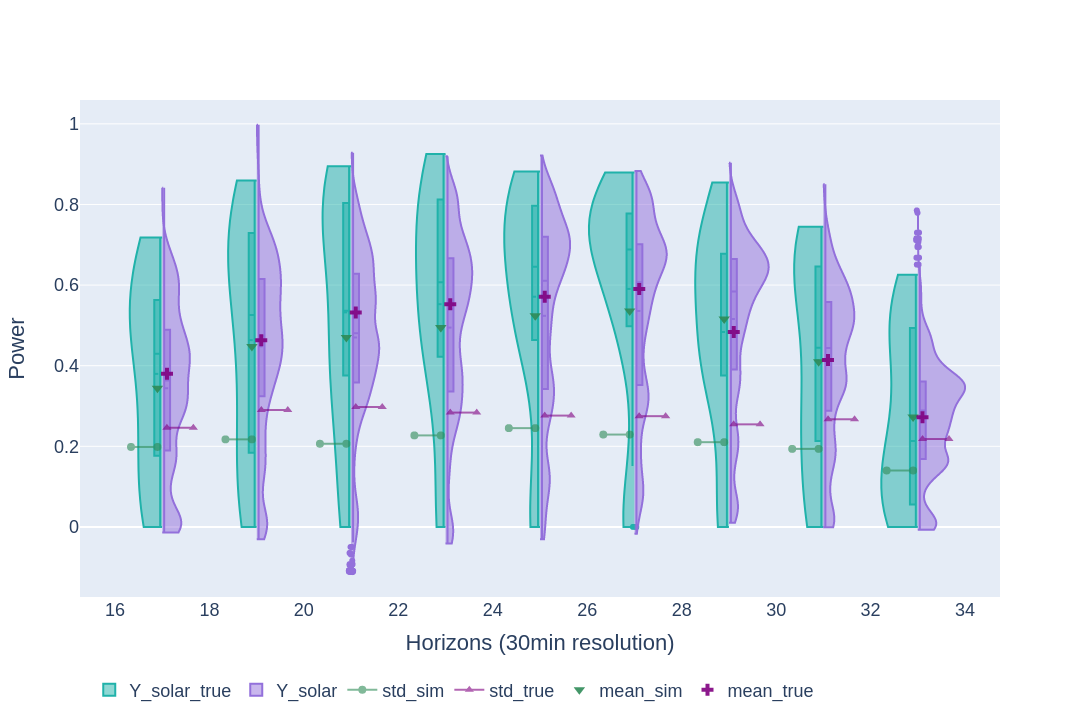 1
0.8
0.6
0.4
0.2
0
Power
16 18 20 22 24 26 28 30 32 34
Horizons (30min resolution)
Y_solar_true Y_solar std_sim std_true mean_sim mean_true